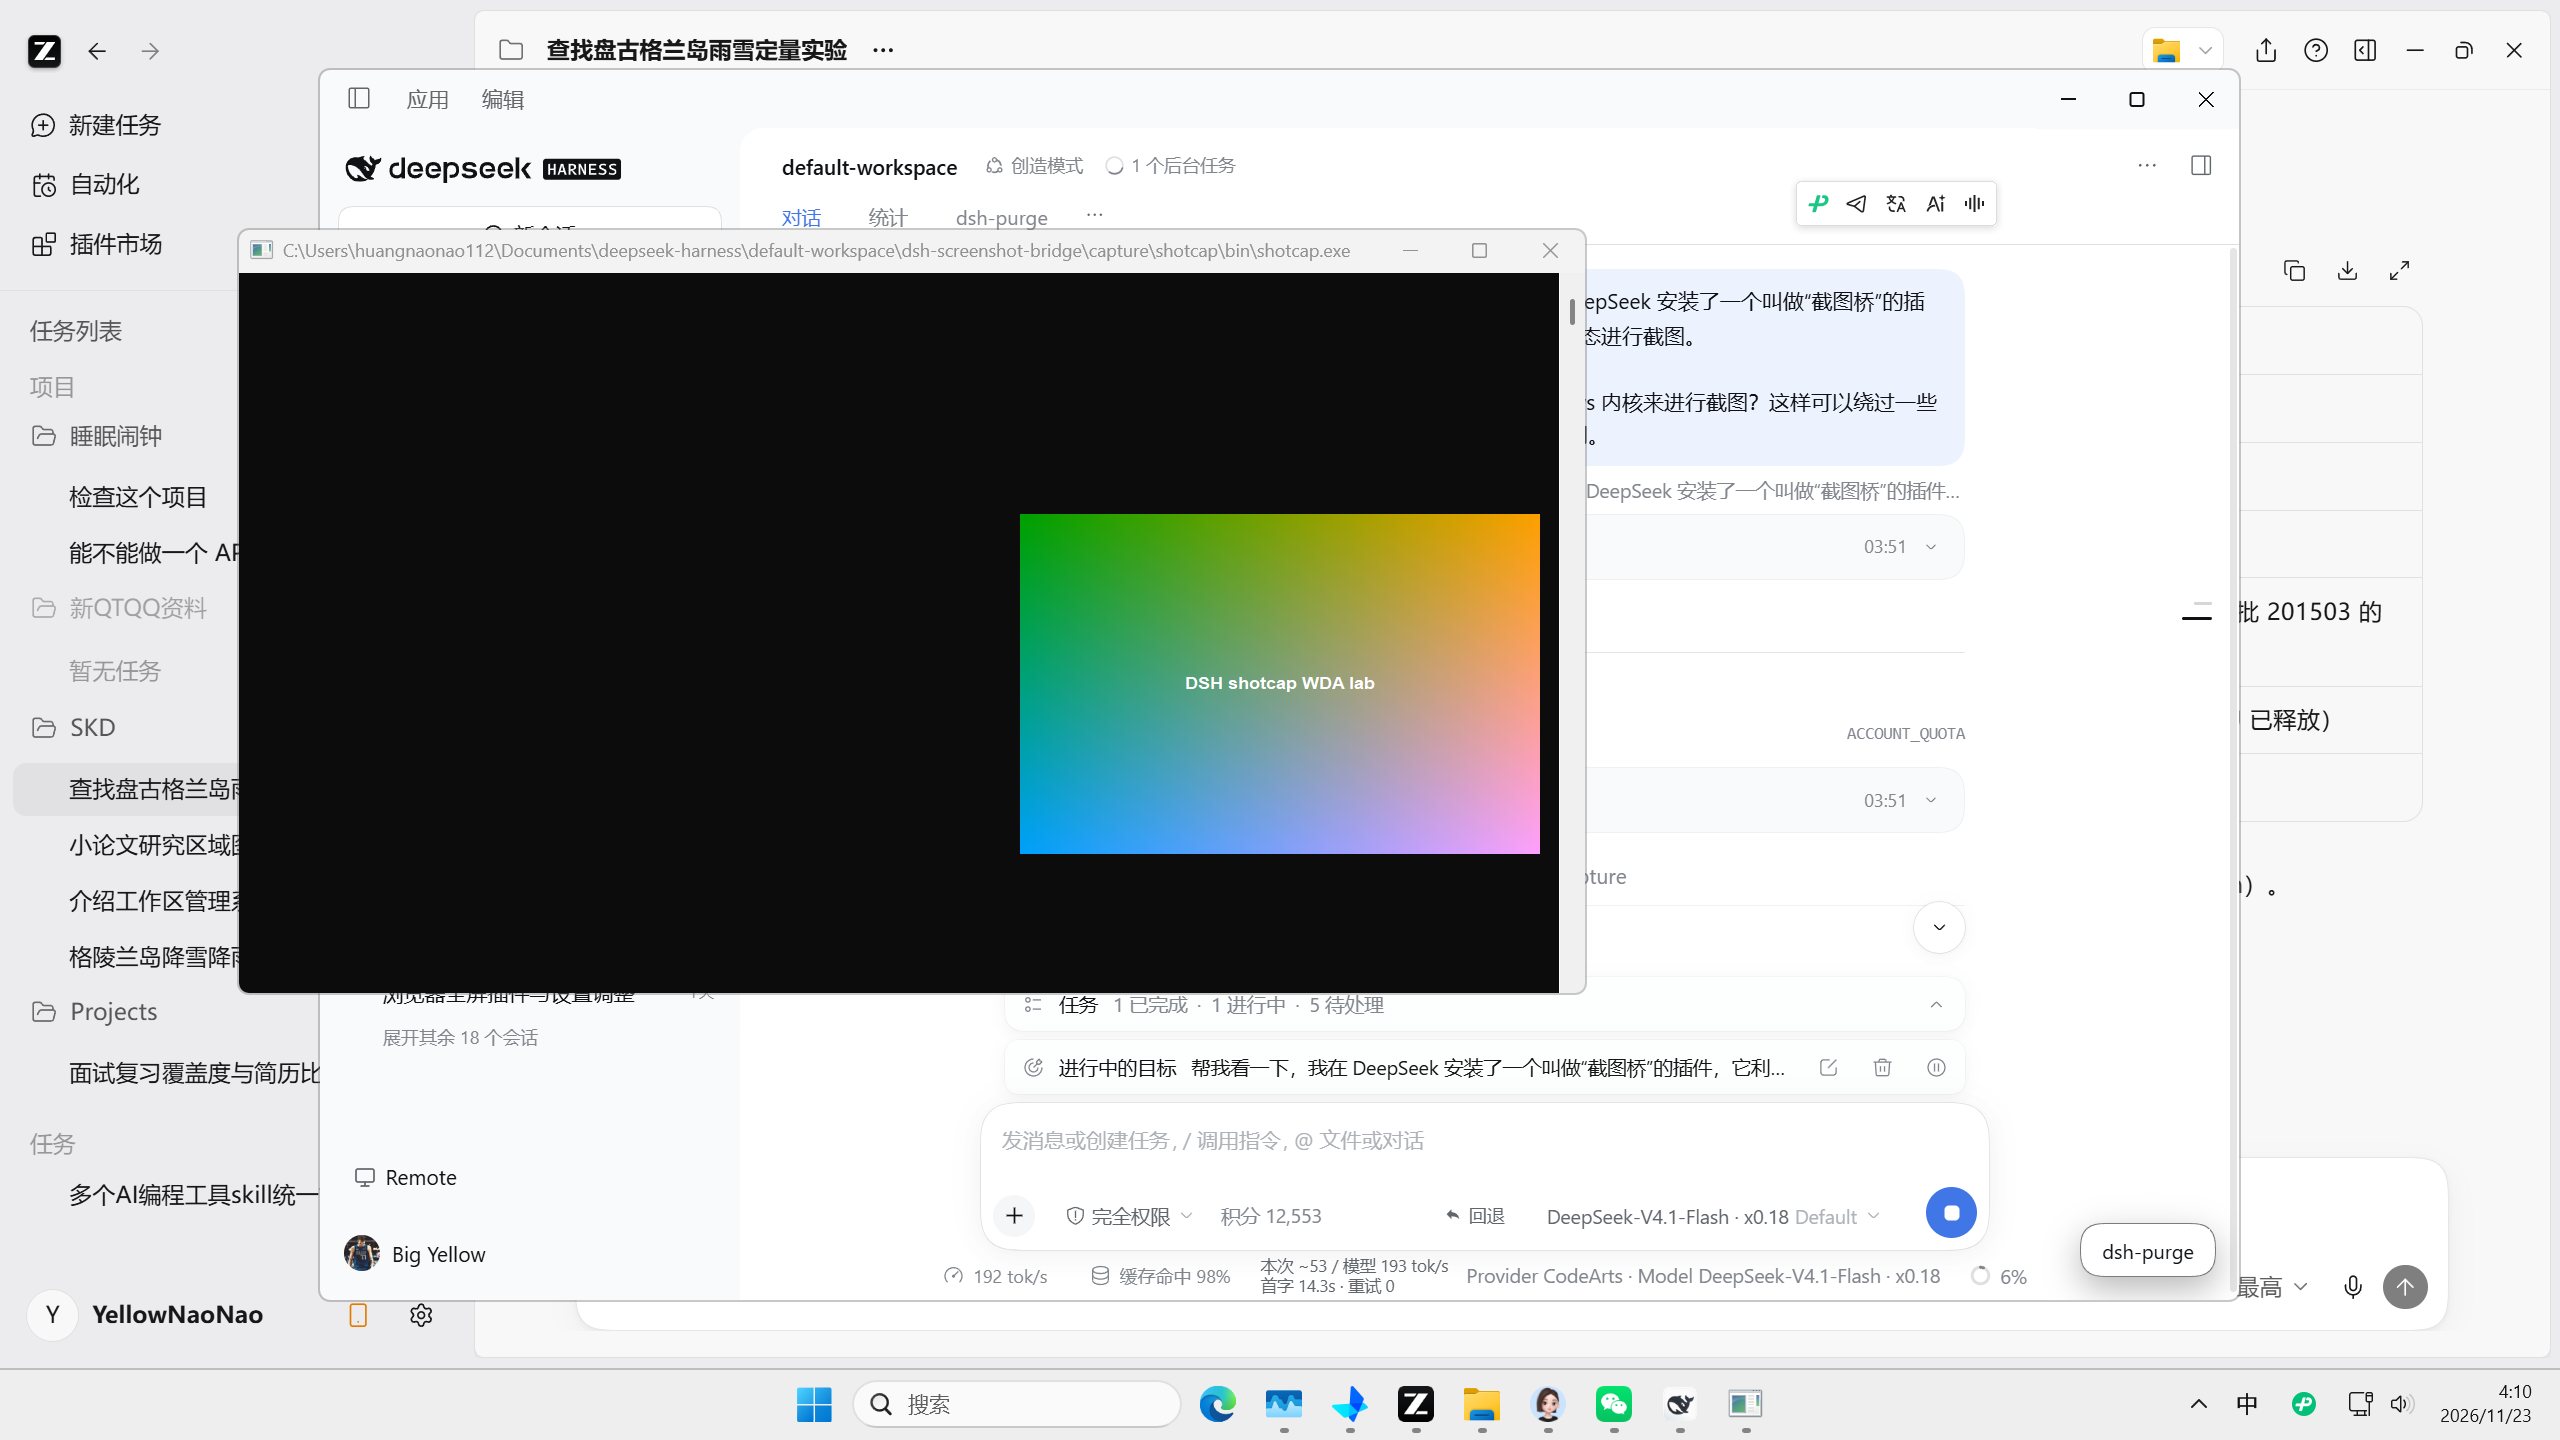 查找盘古格兰岛雨雪定量实验
新建任务
自动化
插件市场
任务列表
项目
睡眠闹钟
检查这个项目
能不能做一个 AP
新QTQQ资料
暂无任务
SKD
查找盘古格兰岛雨
小论文研究区域图
介绍工作区管理系
格陵兰岛降雪降雨
Projects
面试复习覆盖度与简历比
任务
多个AI编程工具skill统一
Y
YellowNaoNao
应用
编辑
deepseek HARNESS
default-workspace
创造模式
1 个后台任务
对话
统计
dsh-purge
C:\Users\huangnaonao112\Documents\deepseek-harness\default-workspace\dsh-screenshot-bridge\capture\shotcap\bin\shotcap.exe
DSH shotcap WDA lab
epSeek 安装了一个叫做“截图桥”的插
态进行截图。
s 内核来进行截图？这样可以绕过一些
。
DeepSeek 安装了一个叫做“截图桥”的插件...
03:51
ACCOUNT_QUOTA
03:51
ture
浏览器全屏插件与设置调整
展开其余 18 个会话
任务 1 已完成 · 1 进行中 · 5 待处理
进行中的目标 帮我看一下，我在 DeepSeek 安装了一个叫做“截图桥”的插件，它利...
发消息或创建任务, / 调用指令, @ 文件或对话
完全权限
积分 12,553
回退
DeepSeek-V4.1-Flash · x0.18 Default
Remote
Big Yellow
192 tok/s
缓存命中 98%
本次 ~53 / 模型 193 tok/s
首字 14.3s · 重试 0
Provider CodeArts · Model DeepSeek-V4.1-Flash · x0.18
6%
dsh-purge
批 201503 的
已释放）
）。
最高
搜索
中
4:10
2026/11/23